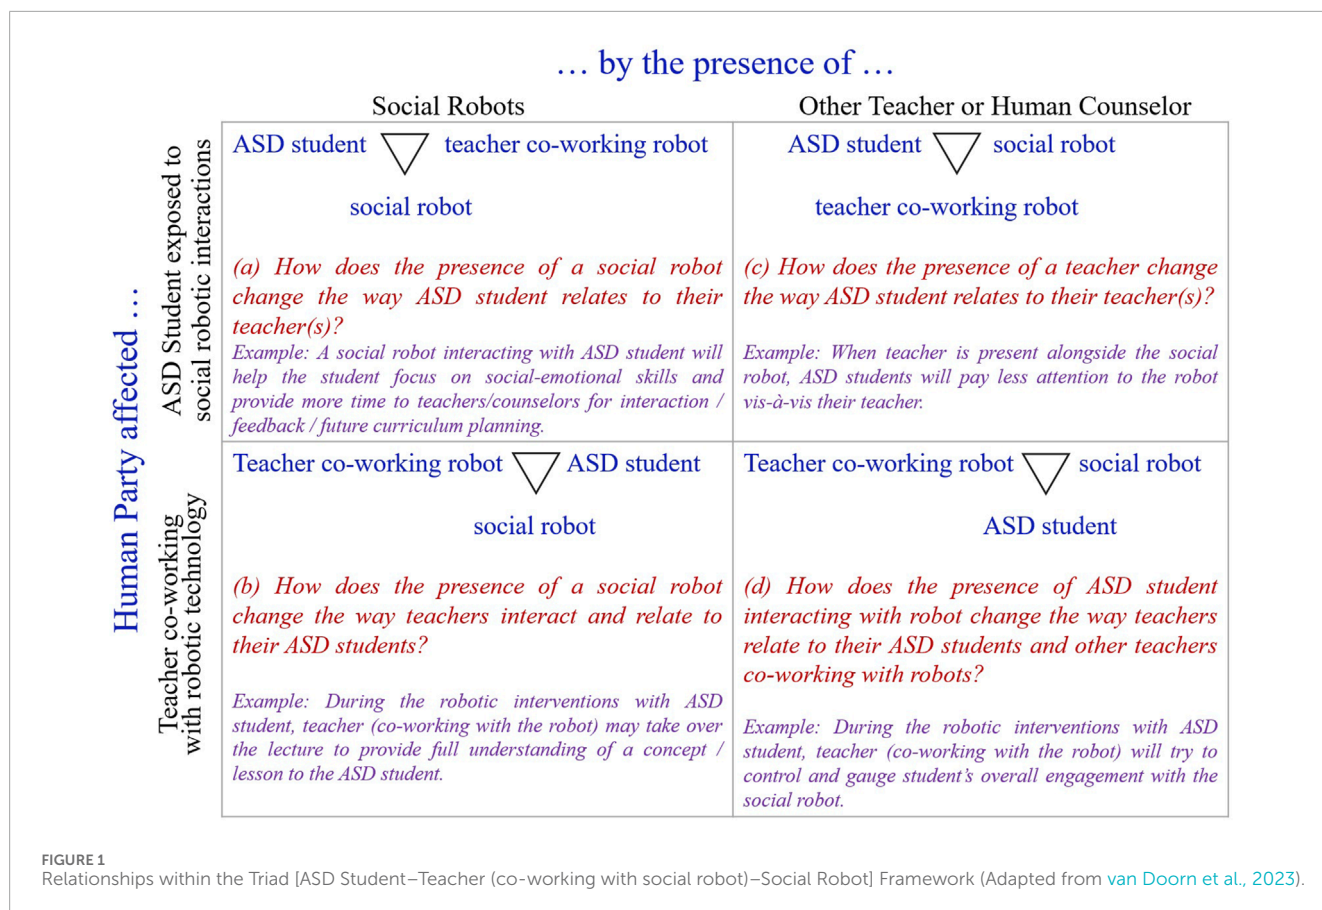 … by the presence of …
Social Robots
Other Teacher or Human Counselor
Human Party affected …
ASD Student exposed to
social robotic interactions
ASD student
teacher co-working robot
social robot
(a) How does the presence of a social robot
change the way ASD student relates to their
teacher(s)?
Example: A social robot interacting with ASD student will
help the student focus on social-emotional skills and
provide more time to teachers/counselors for interaction /
feedback / future curriculum planning.
ASD student
social robot
teacher co-working robot
(c) How does the presence of a teacher change
the way ASD student relates to their teacher(s)?
Example: When teacher is present alongside the social
robot, ASD students will pay less attention to the robot
vis-à-vis their teacher.
Teacher co-working
with robotic technology
Teacher co-working robot
ASD student
social robot
(b) How does the presence of a social robot
change the way teachers interact and relate to
their ASD students?
Example: During the robotic interventions with ASD
student, teacher (co-working with the robot) may take over
the lecture to provide full understanding of a concept /
lesson to the ASD student.
Teacher co-working robot
social robot
ASD student
(d) How does the presence of ASD student
interacting with robot change the way teachers
relate to their ASD students and other teachers
co-working with robots?
Example: During the robotic interventions with ASD
student, teacher (co-working with the robot) will try to
control and gauge student’s overall engagement with the
social robot.
FIGURE 1
Relationships within the Triad [ASD Student–Teacher (co-working with social robot)–Social Robot] Framework (Adapted from van Doorn et al., 2023).